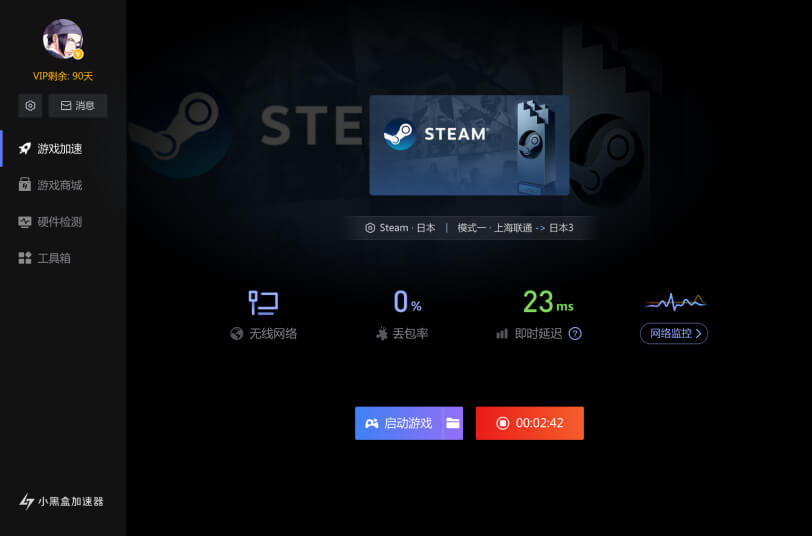 VIP剩余: 90天
消息
游戏加速
游戏商城
硬件检测
工具箱
小黑盒加速器
STE
STEAM®
Steam · 日本 | 模式一 · 上海联通 -> 日本3
0 %
23 ms
无线网络
丢包率
即时延迟 ?
网络监控 >
启动游戏
00:02:42